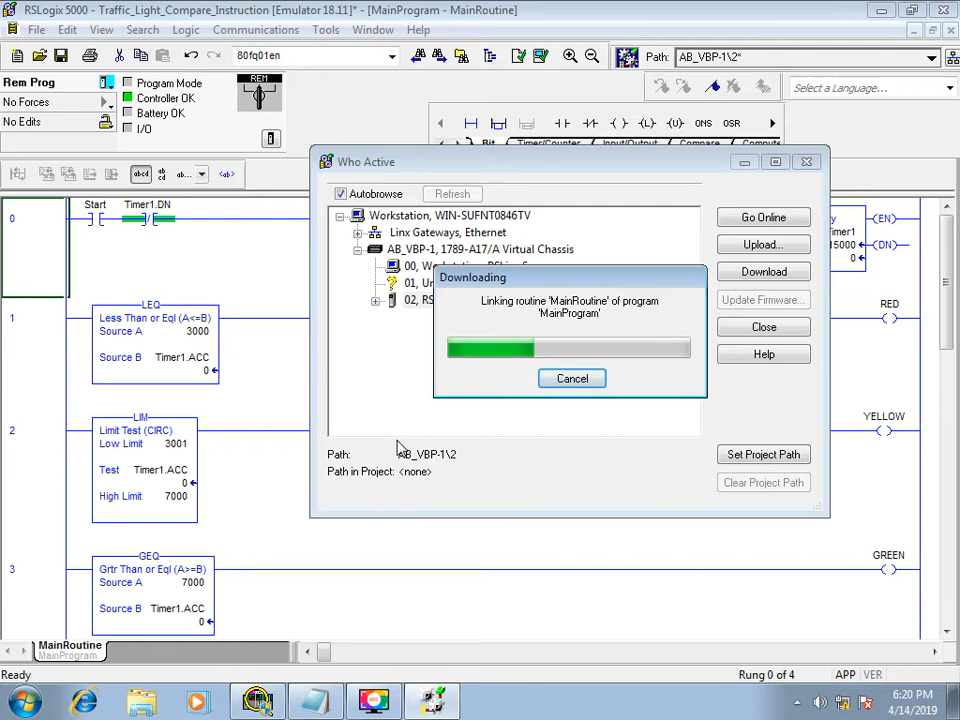 RSLogix 5000 - Traffic_Light_Compare_Instruction [Emulator 18.11]* - [MainProgram - MainRoutine]
File Edit View Search Logic Communications Tools Window Help
80fq01en
Path: AB_VBP-1\2*
Rem Prog
No Forces
No Edits
Program Mode
Controller OK
Battery OK
I/O
REM
Select a Language...
(L) (U) ONS OSR
Bit Timer/Counter Input/Output Compare
abcd ab... <ab>
Who Active
Autobrowse
Refresh
Workstation, WIN-SUFNT0846TV
Linx Gateways, Ethernet
AB_VBP-1, 1789-A17/A Virtual Chassis
00,
01,
02,
Go Online
Upload...
Download
Update Firmware...
Close
Help
Set Project Path
Clear Project Path
Path: AB_VBP-1\2
Path in Project: <none>
Downloading
Linking routine 'MainRoutine' of program
'MainProgram'
Cancel
0
Start
Timer1.DN
(EN)
Timer1
15000
(DN)
0
1
LEQ
Less Than or Eql (A<=B)
Source A 3000
Source B Timer1.ACC
0
RED
2
LIM
Limit Test (CIRC)
Low Limit 3001
Test Timer1.ACC
0
High Limit 7000
YELLOW
3
GEQ
Grtr Than or Eql (A>=B)
Source A 7000
Source B Timer1.ACC
0
GREEN
MainRoutine
MainProgram
Ready
Rung 0 of 4
APP VER
6:20 PM
4/14/2019